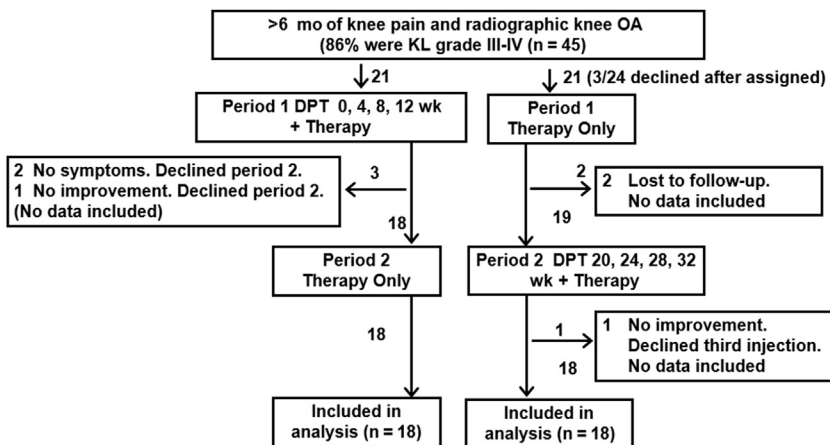 >6 mo of knee pain and radiographic knee OA
(86% were KL grade III-IV (n = 45)
21
21 (3/24 declined after assigned)
Period 1 DPT 0, 4, 8, 12 wk
+ Therapy
Period 1
Therapy Only
2 No symptoms. Declined period 2.
1 No improvement. Declined period 2.
(No data included)
3
18
2
19
2 Lost to follow-up.
No data included
Period 2
Therapy Only
Period 2 DPT 20, 24, 28, 32
wk + Therapy
18
1
18
1 No improvement.
Declined third injection.
No data included
Included in
analysis (n = 18)
Included in
analysis (n = 18)